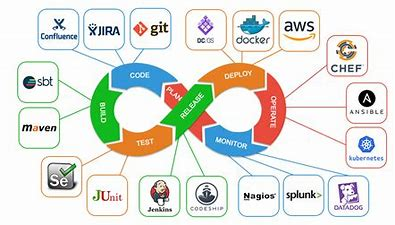 Confluence
JIRA
git
DC/OS
docker
aws
CHEF
sbt
CODE
DEPLOY
PLAN
RELEASE
BUILD
OPERATE
ANSIBLE
maven
TEST
MONITOR
kubernetes
Se
JUnit
Jenkins
CODESHIP
Nagios
splunk>
DATADOG